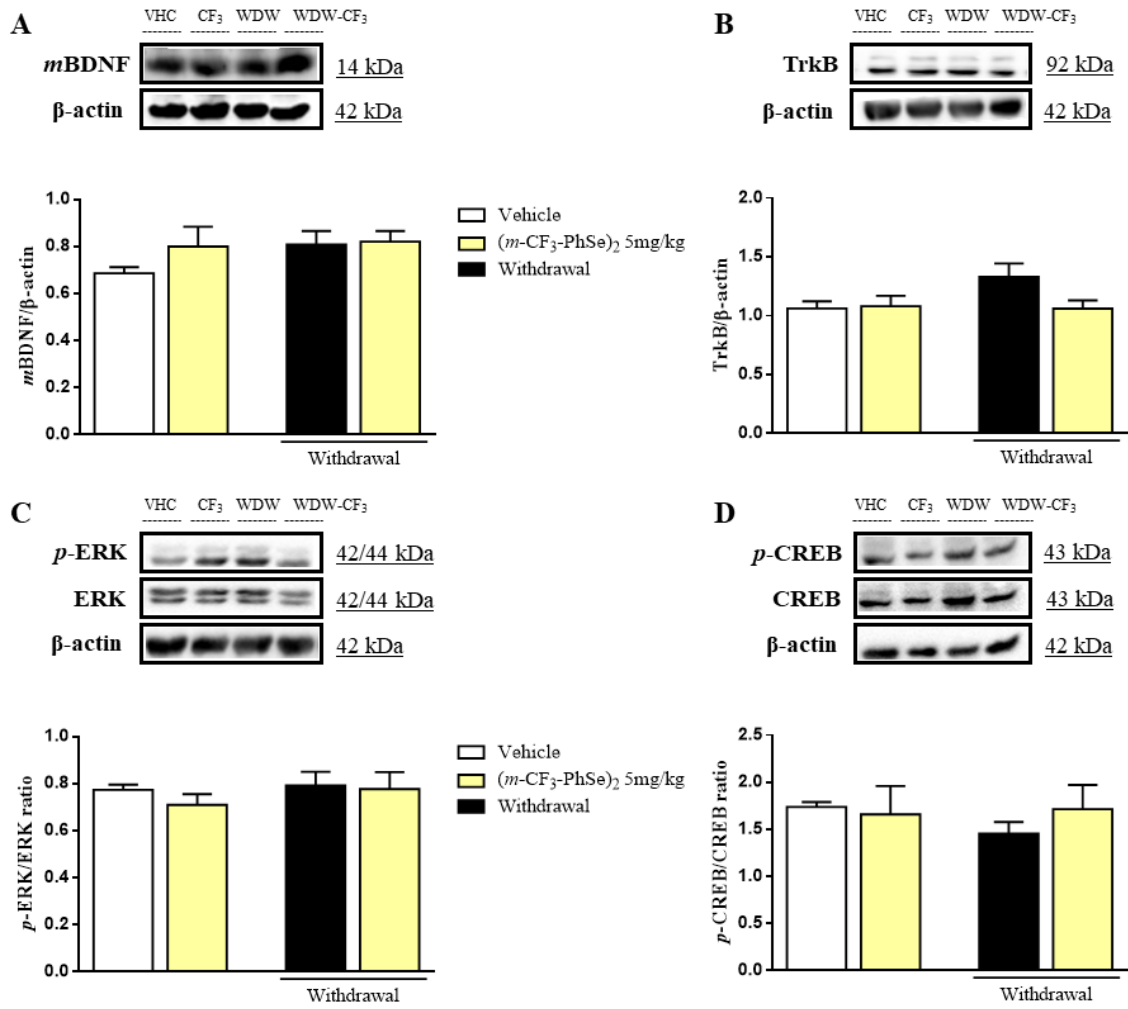 A
VHC CF₃ WDW WDW-CF₃
mBDNF 14 kDa
β-actin 42 kDa
mBDNF/β-actin
1.0
0.8
0.6
0.4
0.2
0.0
Withdrawal
Vehicle
(m-CF₃-PhSe)₂ 5mg/kg
Withdrawal
B
VHC CF₃ WDW WDW-CF₃
TrkB 92 kDa
β-actin 42 kDa
TrkB/β-actin
2.0
1.5
1.0
0.5
0.0
Withdrawal
C
VHC CF₃ WDW WDW-CF₃
p-ERK 42/44 kDa
ERK 42/44 kDa
β-actin 42 kDa
p-ERK/ERK ratio
1.0
0.8
0.6
0.4
0.2
0.0
Withdrawal
Vehicle
(m-CF₃-PhSe)₂ 5mg/kg
Withdrawal
D
VHC CF₃ WDW WDW-CF₃
p-CREB 43 kDa
CREB 43 kDa
β-actin 42 kDa
p-CREB/CREB ratio
2.5
2.0
1.5
1.0
0.5
0.0
Withdrawal